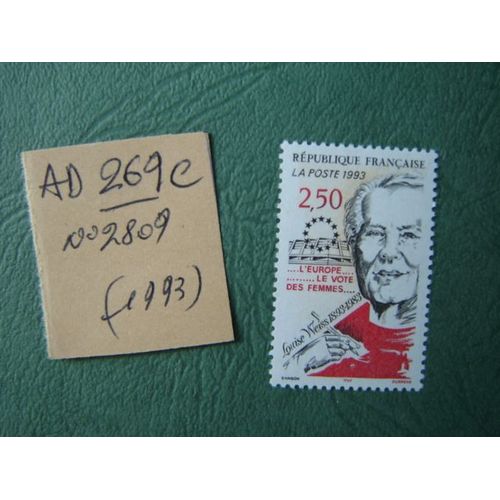 AD 269C
n° 2809
(1993)
RÉPUBLIQUE FRANÇAISE
LA POSTE 1993
2,50
....L'EUROPE....
.........LE VOTE
DES FEMMES....
Louise Weiss 1893-1983